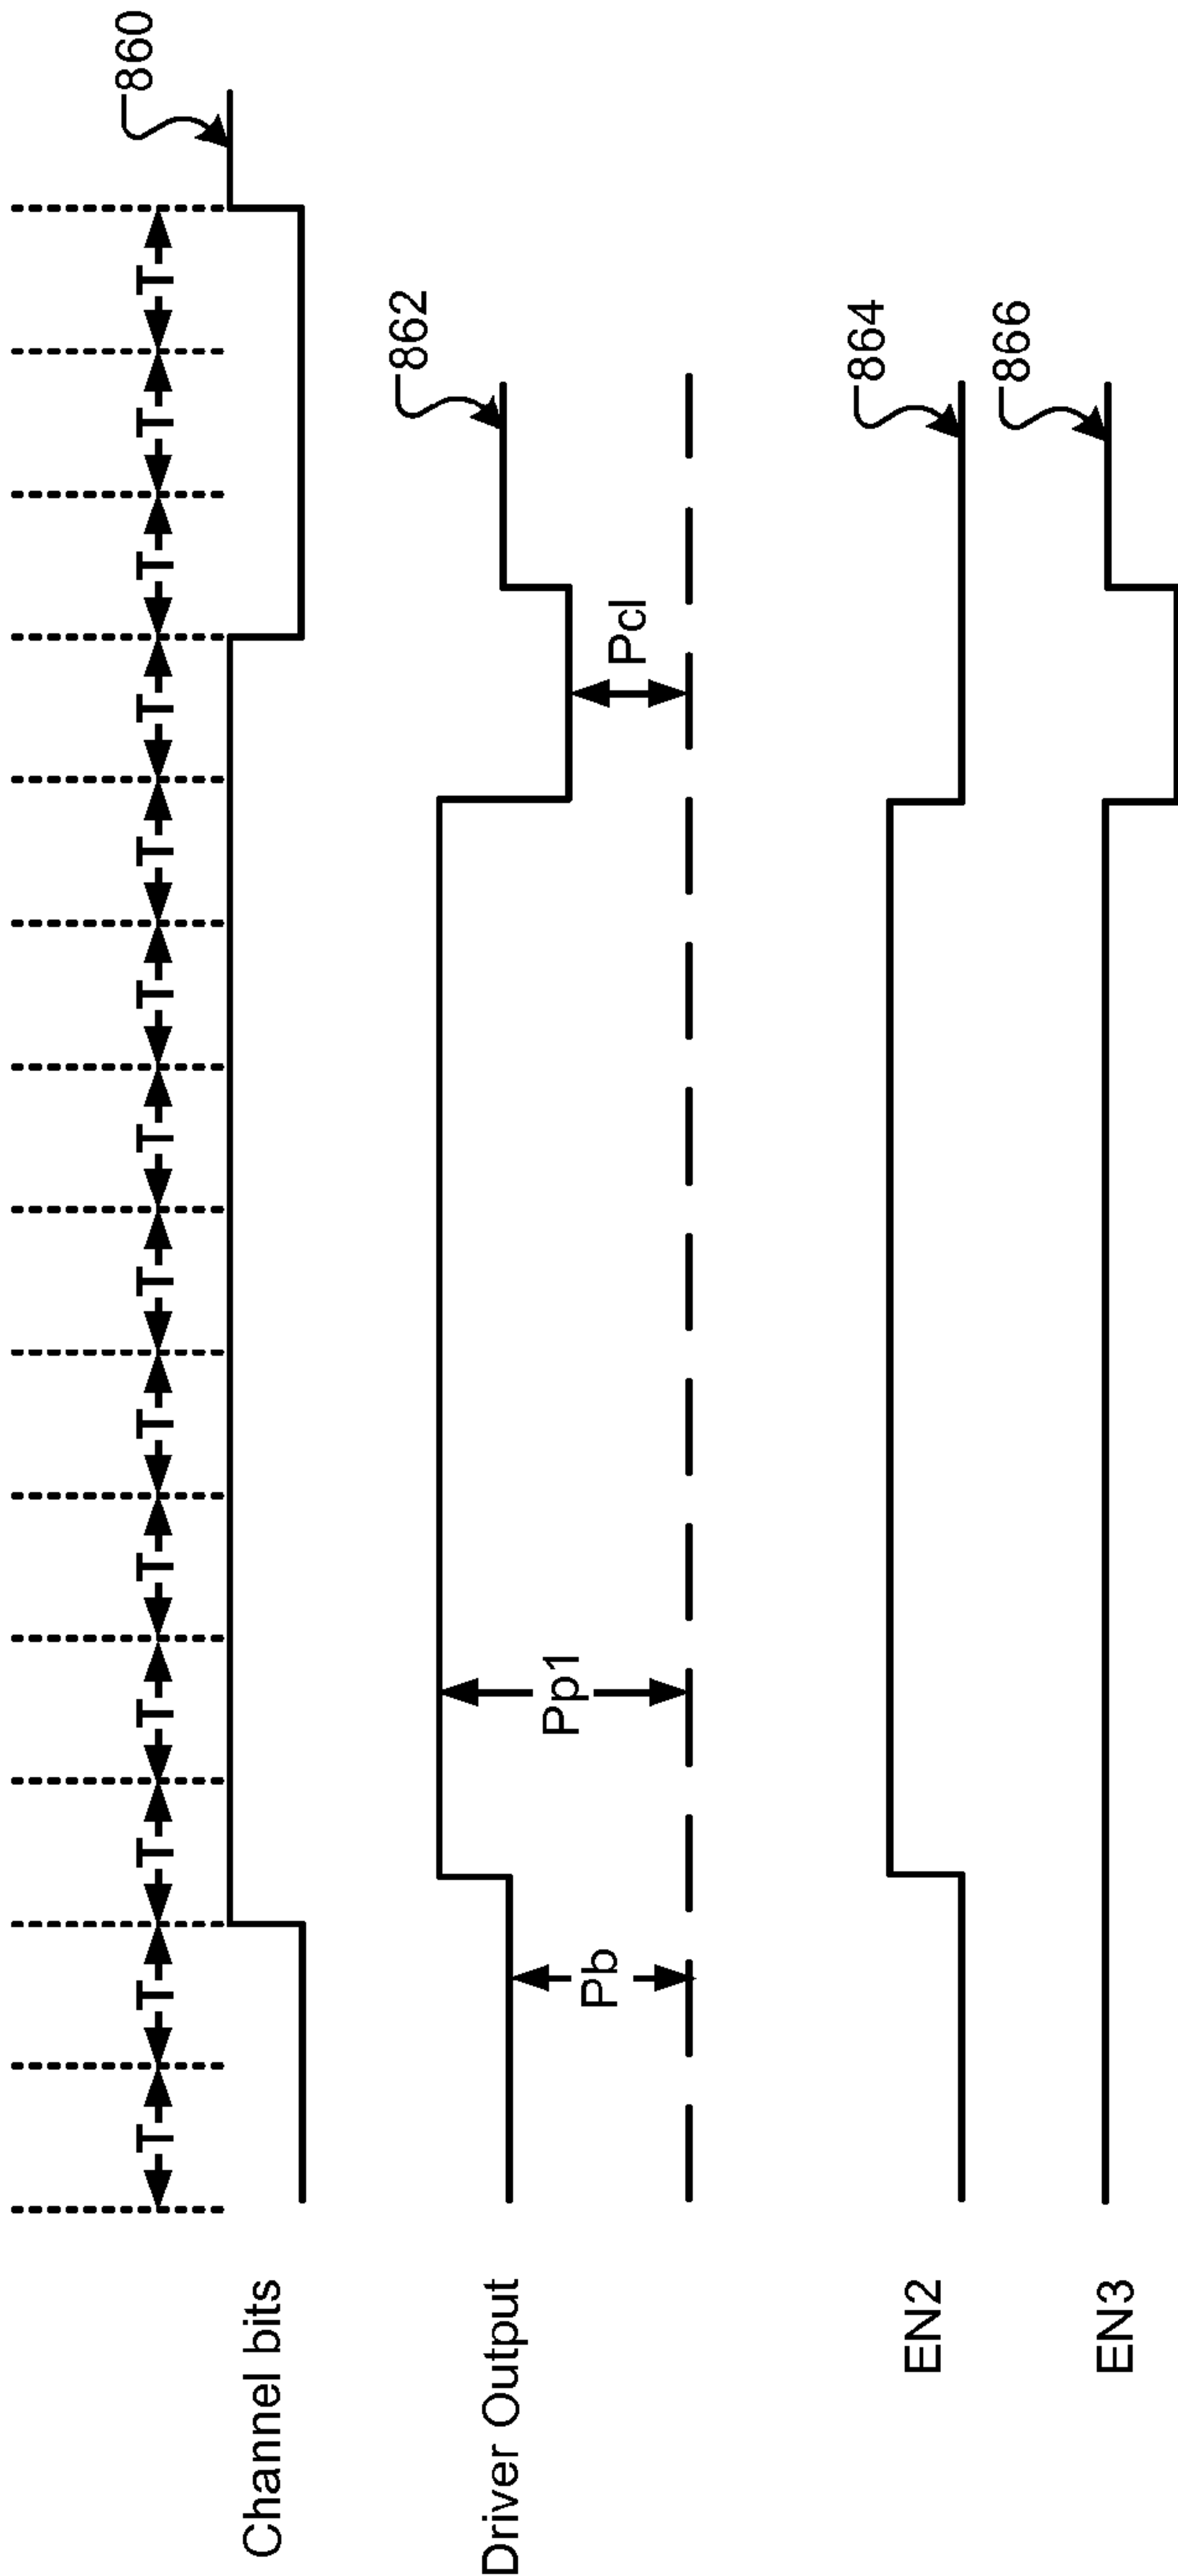 T T T T T T T T T T T T T T
Channel bits
860
Driver Output
Pb
Pp1
Pcl
862
EN2
864
EN3
866